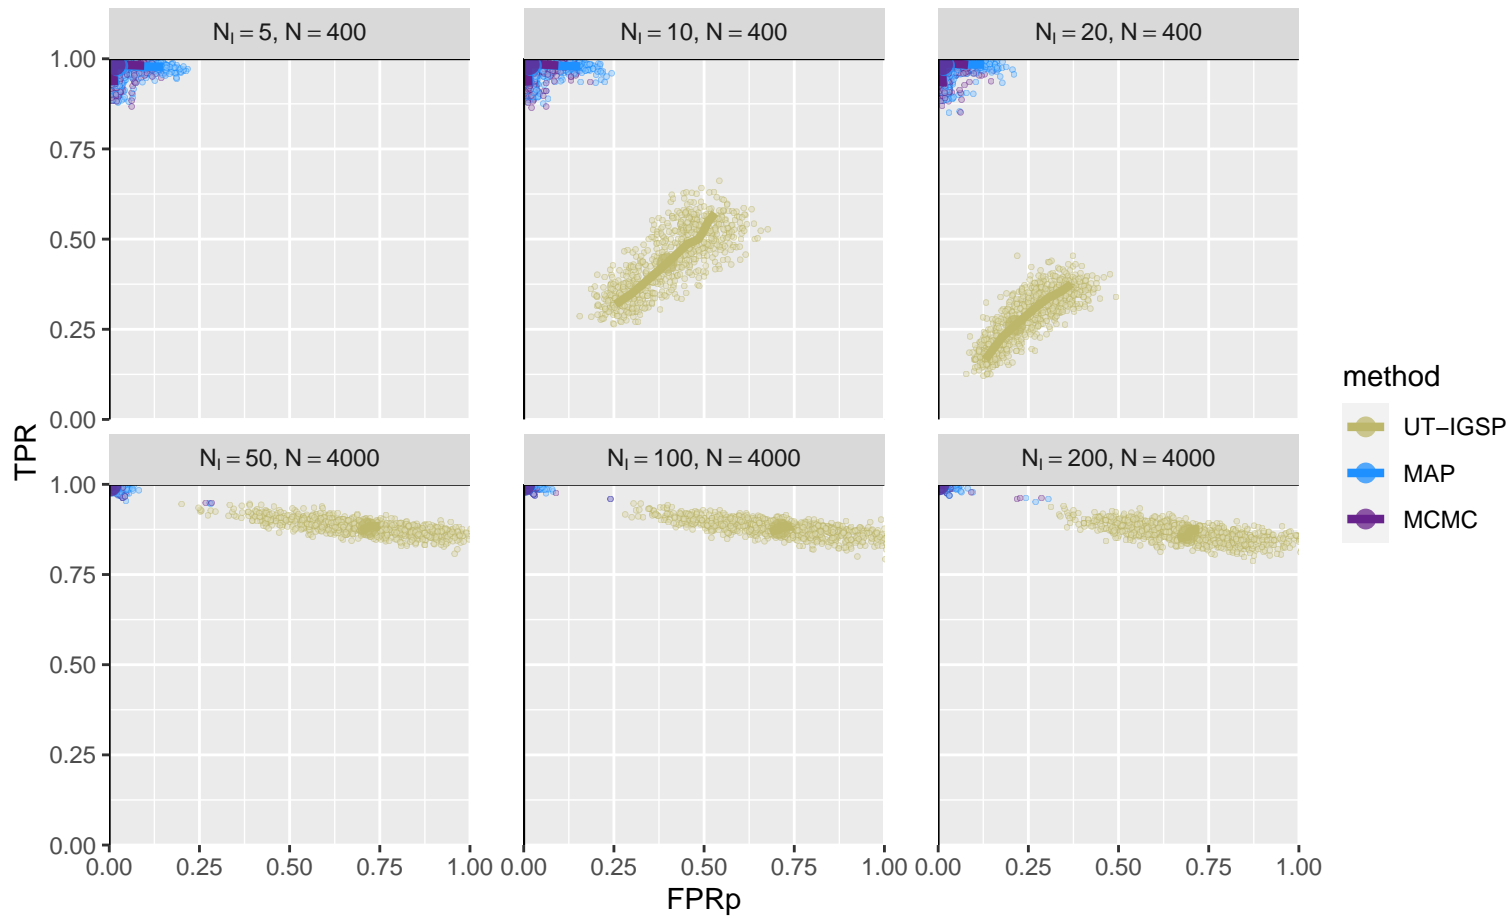 N_I = 5, N = 400
N_I = 10, N = 400
N_I = 20, N = 400
1.00
0.75
0.50
0.25
0.00
N_I = 50, N = 4000
N_I = 100, N = 4000
N_I = 200, N = 4000
1.00
0.75
0.50
0.25
0.00
0.00 0.25 0.50 0.75 1.00
0.00 0.25 0.50 0.75 1.00
0.00 0.25 0.50 0.75 1.00
TPR
FPRp
method
UT−IGSP
MAP
MCMC